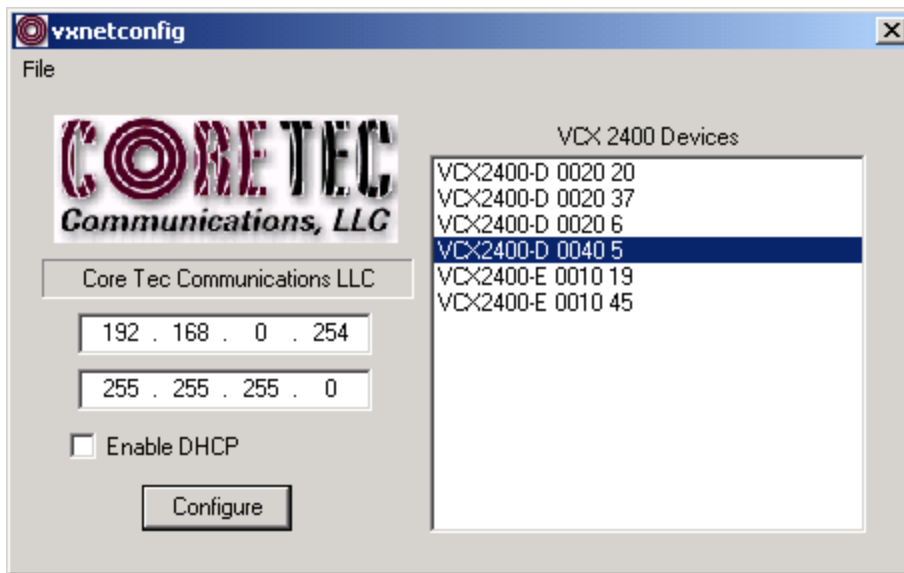 vxnetconfig
File
CORETEC
Communications, LLC
Core Tec Communications LLC
192 . 168 . 0 . 254
255 . 255 . 255 . 0
Enable DHCP
Configure
VCX 2400 Devices
VCX2400-D 0020 20
VCX2400-D 0020 37
VCX2400-D 0020 6
VCX2400-D 0040 5
VCX2400-E 0010 19
VCX2400-E 0010 45